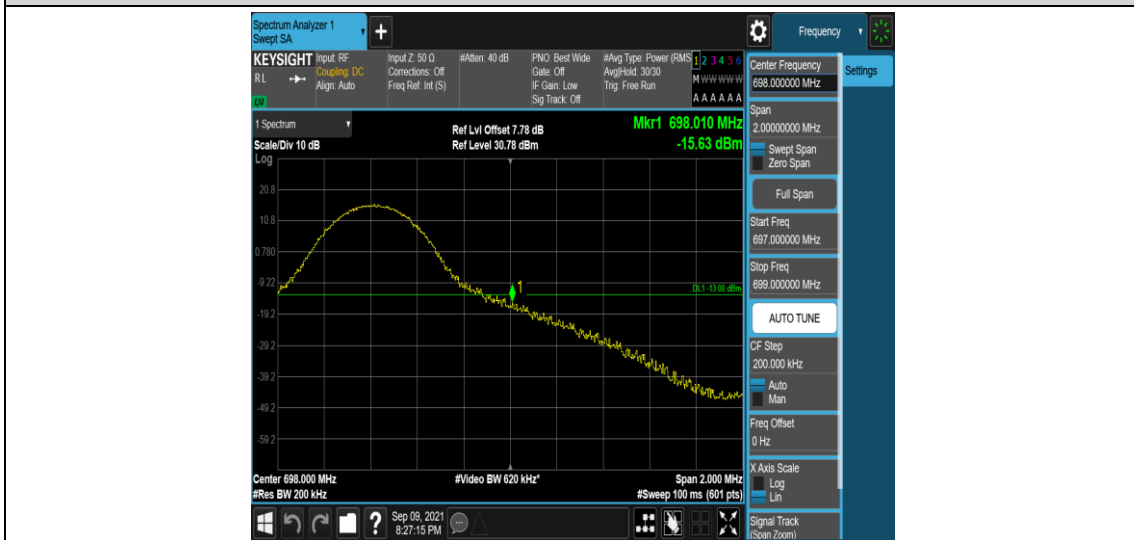 Spectrum Analyzer 1
Swept SA
+
Frequency
KEYSIGHT
RL
LXI
Input: RF
Coupling: DC
Align: Auto
Input Z: 50 Ω
Corrections: Off
Freq Ref: Int (S)
#Atten: 40 dB
PNO: Best Wide
Gate: Off
IF Gain: Low
Sig Track: Off
#Avg Type: Power (RMS
Avg|Hold: 30/30
Trig: Free Run
1 2 3 4 5 6
M W W W W W
A A A A A A
1 Spectrum
Scale/Div 10 dB
Ref Lvl Offset 7.78 dB
Ref Level 30.78 dBm
Mkr1 698.010 MHz
-15.63 dBm
Log
20.8
10.8
0.780
-9.22
-19.2
-29.2
-39.2
-49.2
-59.2
1
DL1 -13.00 dBm
Center 698.000 MHz
#Res BW 200 kHz
#Video BW 620 kHz*
Span 2.000 MHz
#Sweep 100 ms (601 pts)
?
Sep 09, 2021
8:27:15 PM
Center Frequency
698.000000 MHz
Settings
Span
2.00000000 MHz
Swept Span
Zero Span
Full Span
Start Freq
697.000000 MHz
Stop Freq
699.000000 MHz
AUTO TUNE
CF Step
200.000 kHz
Auto
Man
Freq Offset
0 Hz
X Axis Scale
Log
Lin
Signal Track
(Span Zoom)